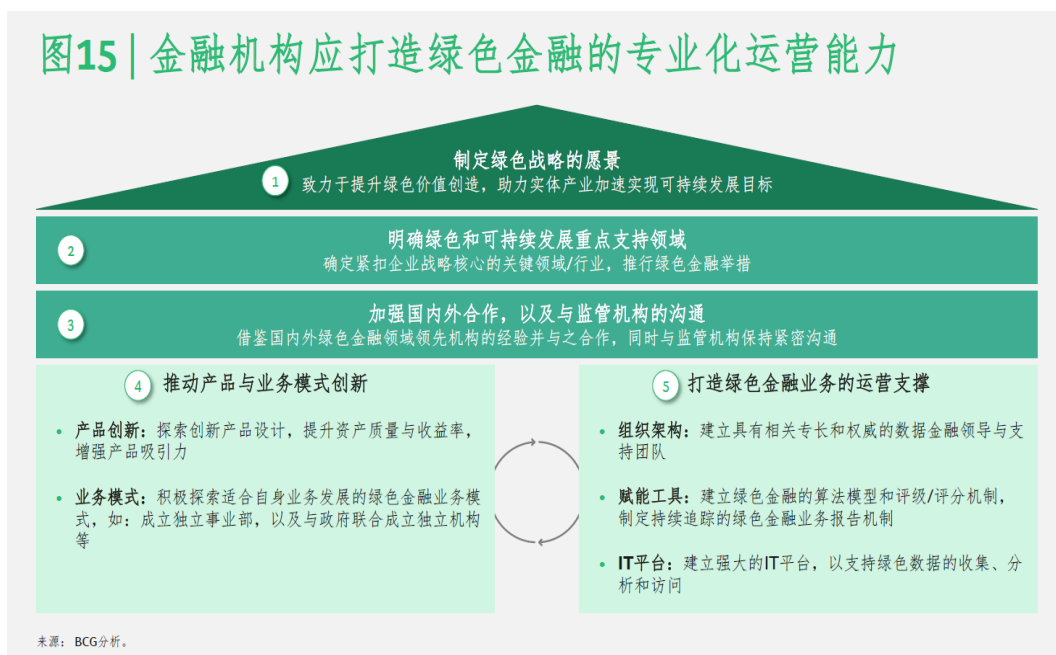 图15 | 金融机构应打造绿色金融的专业化运营能力
制定绿色战略的愿景
1 致力于提升绿色价值创造，助力实体产业加速实现可持续发展目标
2 明确绿色和可持续发展重点支持领域
确定紧扣企业战略核心的关键领域/行业，推行绿色金融举措
3 加强国内外合作，以及与监管机构的沟通
借鉴国内外绿色金融领域领先机构的经验并与之合作，同时与监管机构保持紧密沟通
4 推动产品与业务模式创新
• 产品创新：探索创新产品设计，提升资产质量与收益率，
增强产品吸引力
• 业务模式：积极探索适合自身业务发展的绿色金融业务模
式，如：成立独立事业部，以及与政府联合成立独立机构
等
5 打造绿色金融业务的运营支撑
• 组织架构：建立具有相关专长和权威的数据金融领导与支
持团队
• 赋能工具：建立绿色金融的算法模型和评级/评分机制，
制定持续追踪的绿色金融业务报告机制
• IT平台：建立强大的IT平台，以支持绿色数据的收集、分
析和访问
来源：BCG分析。